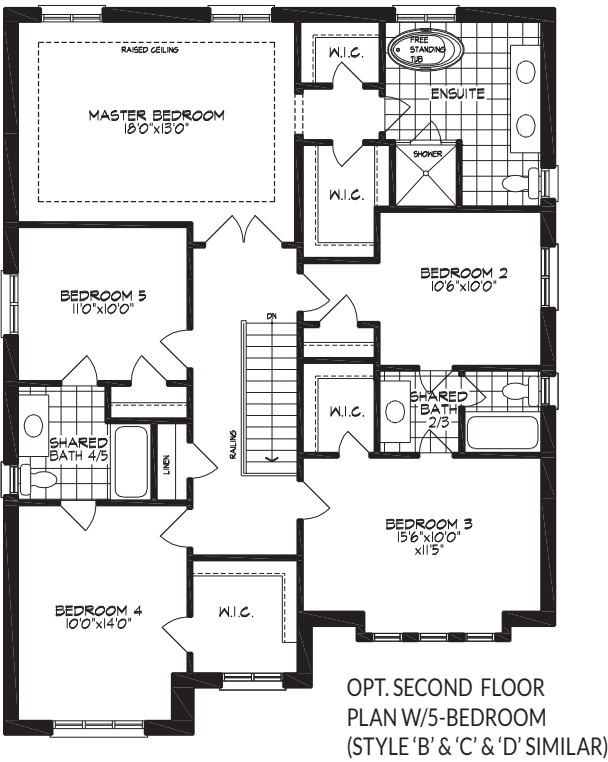 RAISED CEILING
MASTER BEDROOM
18'0"x13'0"
W.I.C.
FREE
STANDING
TUB
ENSUITE
SHOWER
W.I.C.
BEDROOM 5
11'0"x10'0"
BEDROOM 2
10'6"x10'0"
DN
RAILING
W.I.C.
SHARED
BATH
2/3
SHARED
BATH 4/5
LINEN
BEDROOM 3
15'6"x10'0"
x11'5"
BEDROOM 4
10'0"x14'0"
W.I.C.
OPT. SECOND FLOOR
PLAN W/5-BEDROOM
(STYLE ‘B’ & ‘C’ & ‘D’ SIMILAR)